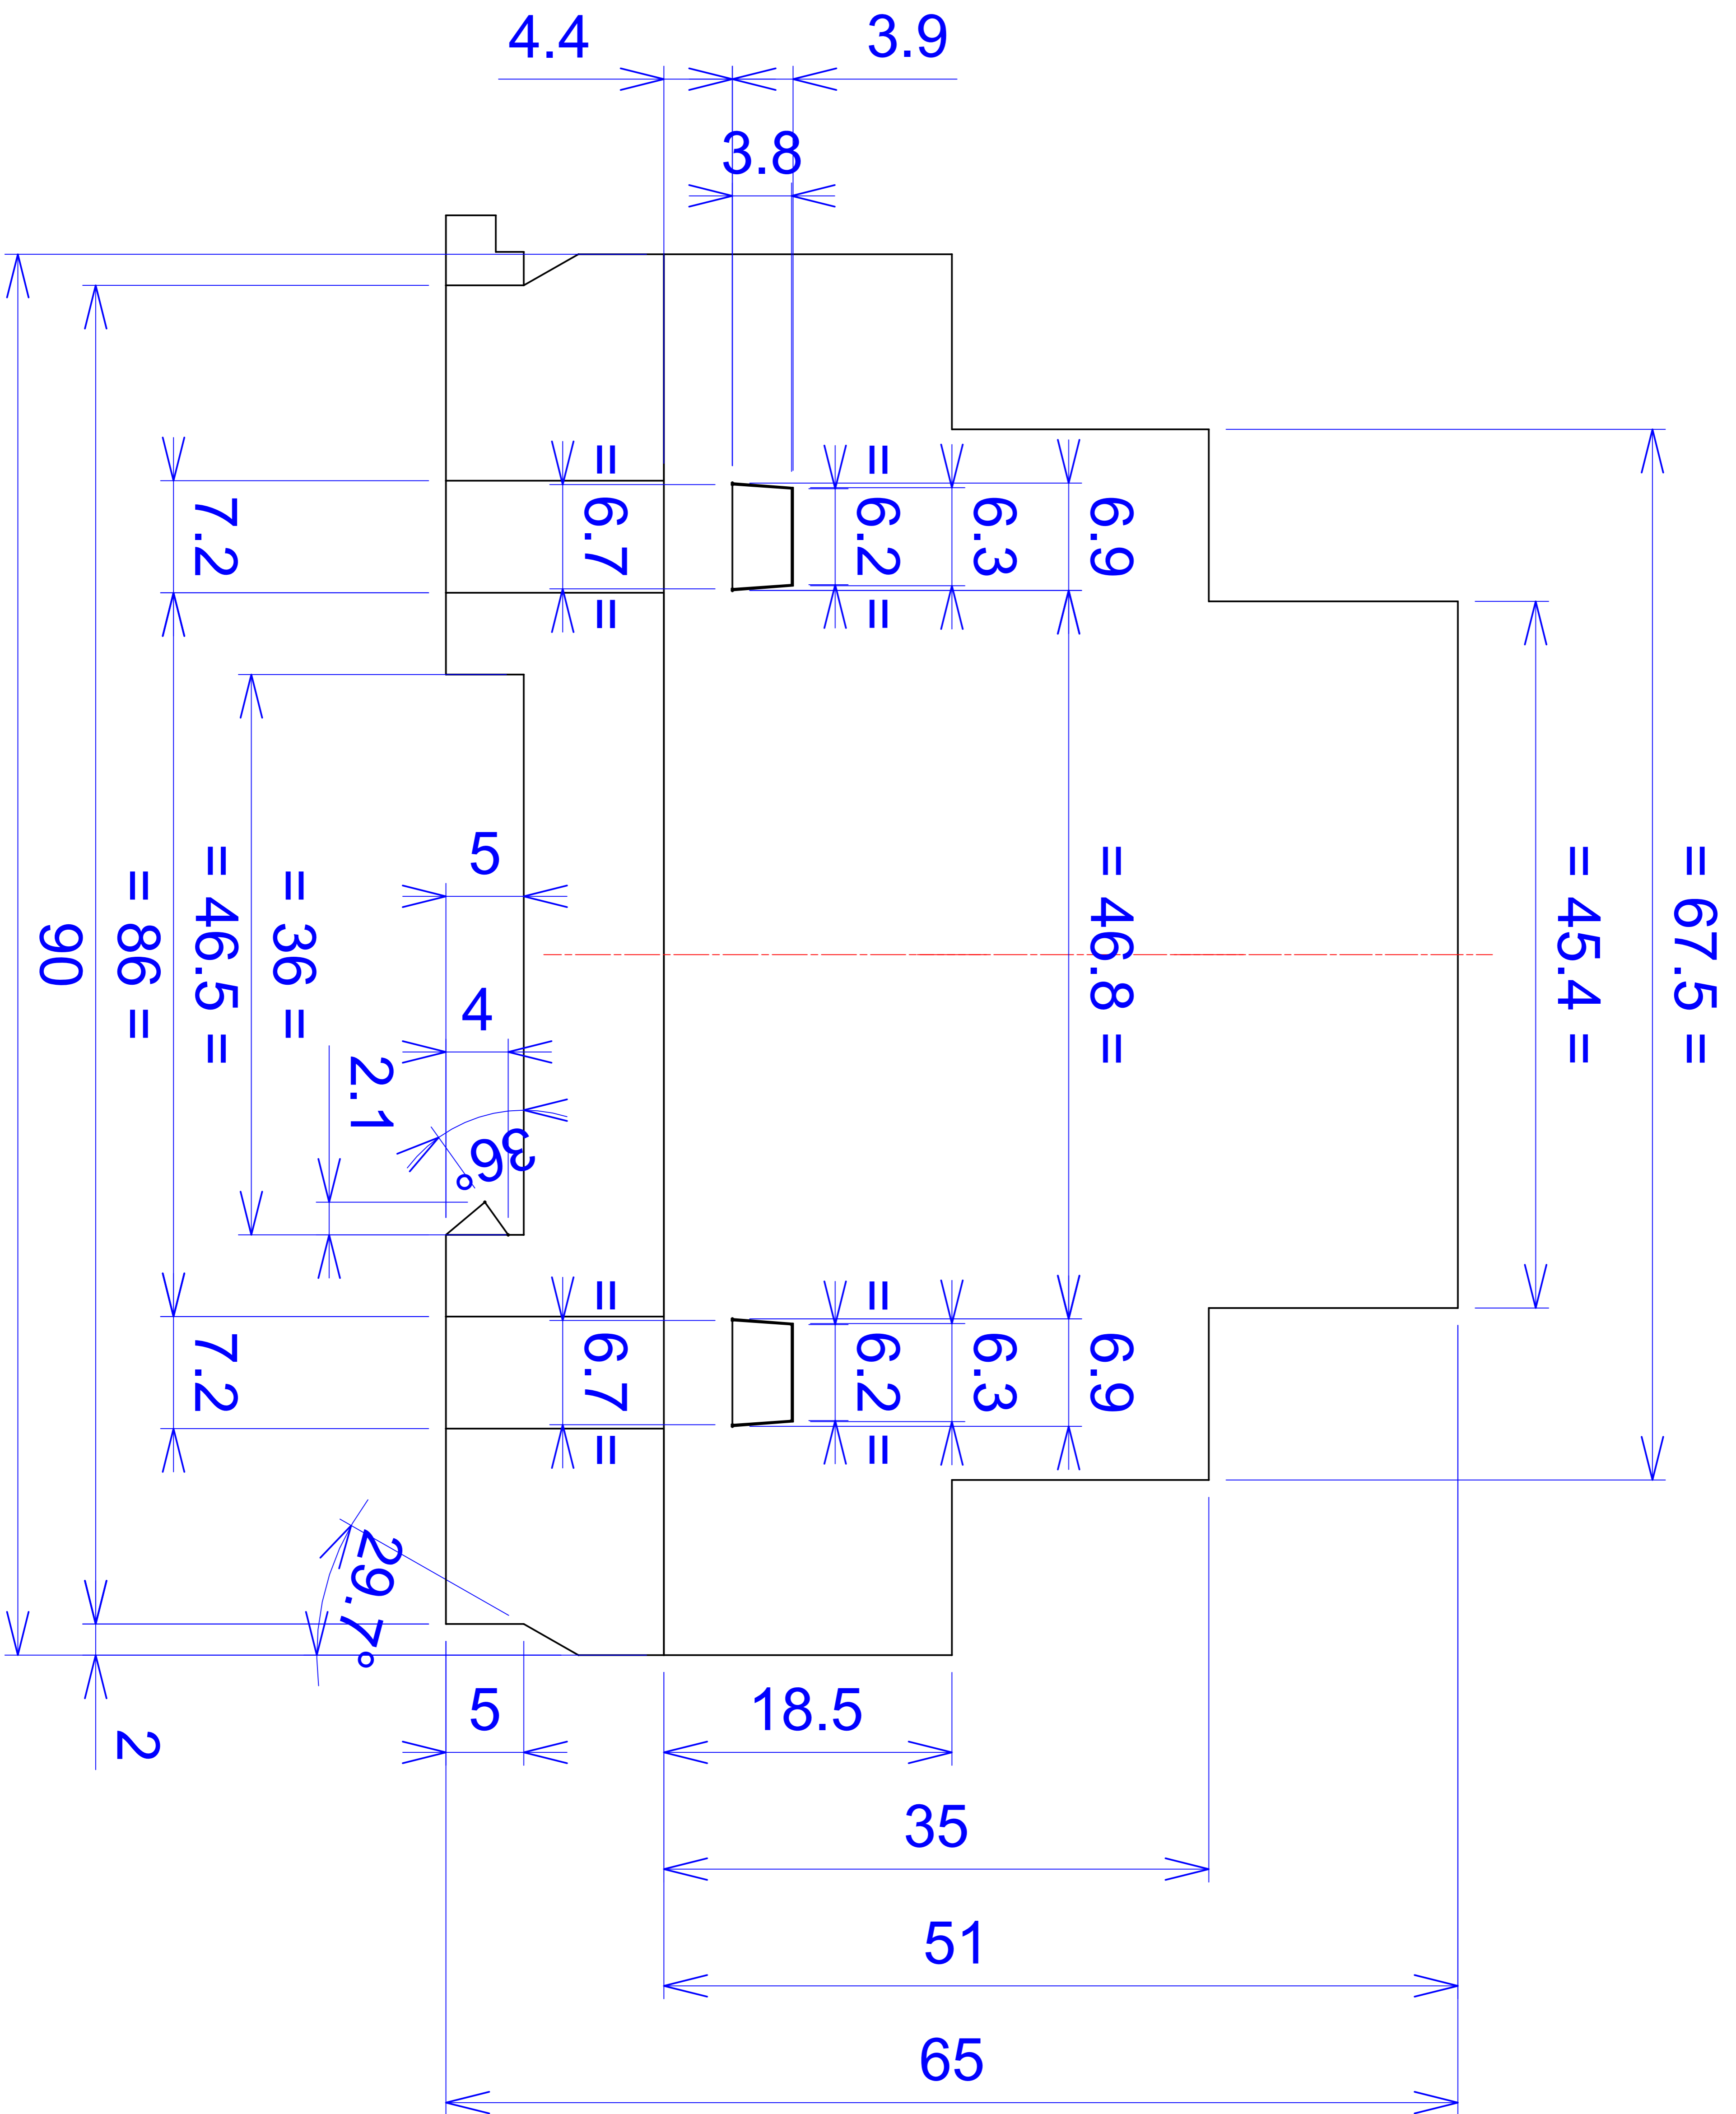 4.4
3.9
3.8
= 6.7 =
= 6.2 =
6.3
6.9
7.2
5
4
2.1
36°
90
= 86 =
= 46.5 =
= 36 =
= 46.8 =
= 45.4 =
= 67.5 =
7.2
= 6.7 =
= 6.2 =
6.3
6.9
29.7°
2
5
18.5
35
51
65